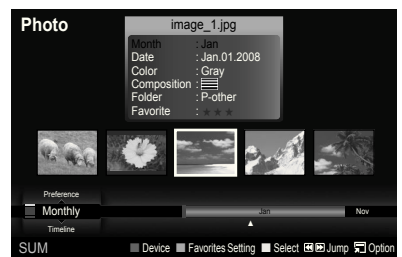 Photo
image_1.jpg
Month : Jan
Date : Jan.01.2008
Color : Gray
Composition :
Folder : P-other
Favorite : ★ ★ ★
Preference
Monthly
Jan
Nov
Timeline
SUM
Device
Favorites Setting
Select
Jump
Option